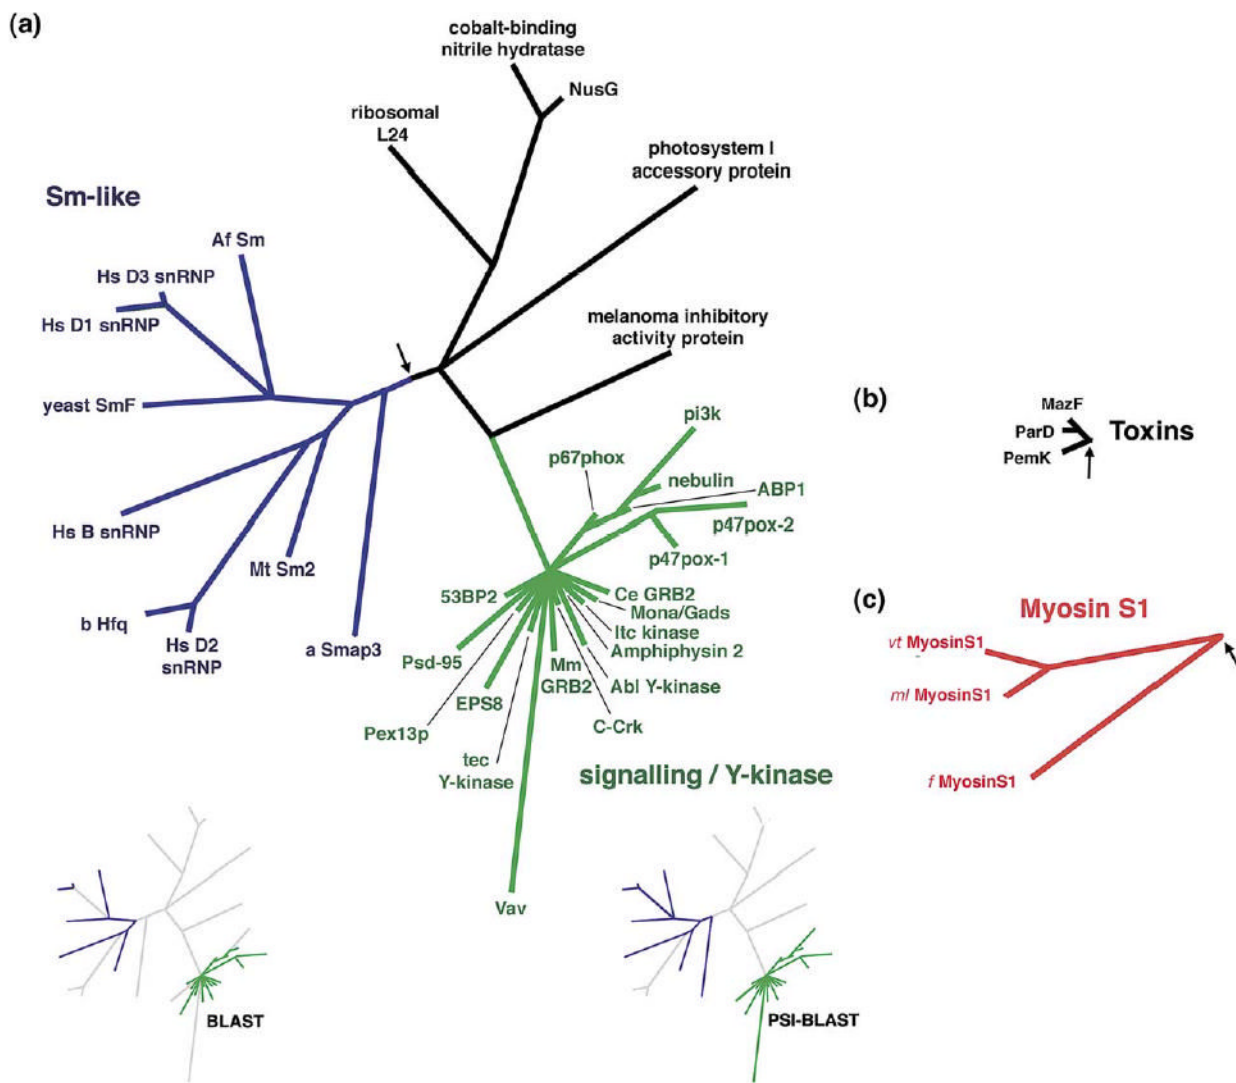 (a)
cobalt-binding
nitrile hydratase
NusG
ribosomal
L24
photosystem I
accessory protein
Sm-like
Af Sm
Hs D3 snRNP
Hs D1 snRNP
melanoma inhibitory
activity protein
yeast SmF
pi3k
p67phox
nebulin
ABP1
p47pox-2
p47pox-1
Hs B snRNP
Mt Sm2
b Hfq
Hs D2
snRNP
a Smap3
53BP2
Ce GRB2
Mona/Gads
Itc kinase
Amphiphysin 2
Psd-95
Mm
GRB2
Abl Y-kinase
EPS8
C-Crk
Pex13p
tec
Y-kinase
signalling / Y-kinase
Vav
BLAST
PSI-BLAST
(b)
MazF
ParD
PemK
Toxins
(c)
Myosin S1
vt MyosinS1
ml MyosinS1
f MyosinS1